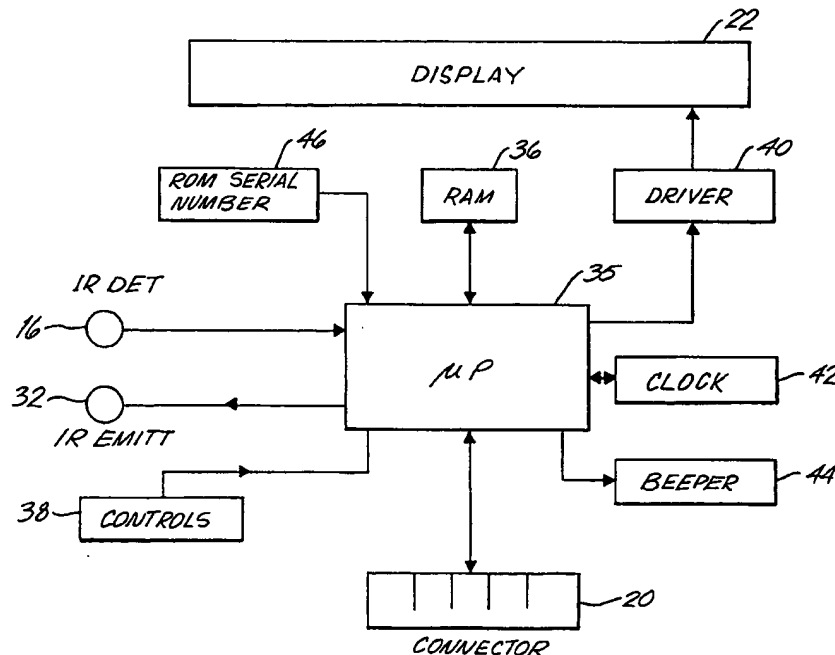 22
DISPLAY
46
ROM SERIAL
NUMBER
36
RAM
40
DRIVER
IR DET
16
35
μP
CLOCK
42
32
IR EMITT
BEEPER
44
38
CONTROLS
20
CONNECTOR